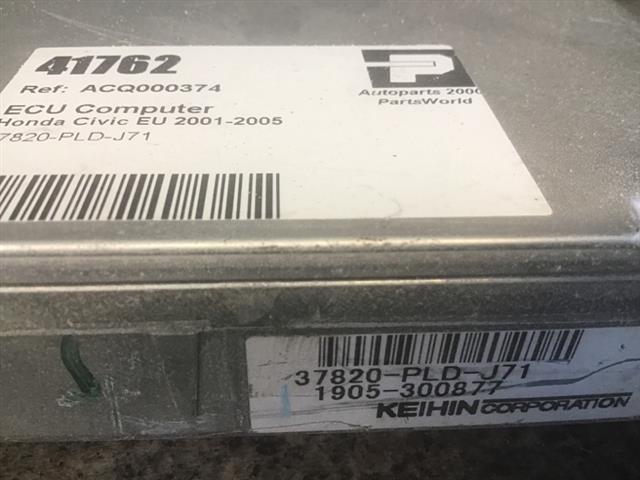 41762
Ref: ACQ000374
ECU Computer
Honda Civic EU 2001-2005
37820-PLD-J71
P
Autoparts 2000
PartsWorld
37820-PLD-J71
1905-300877
KEIHIN CORPORATION